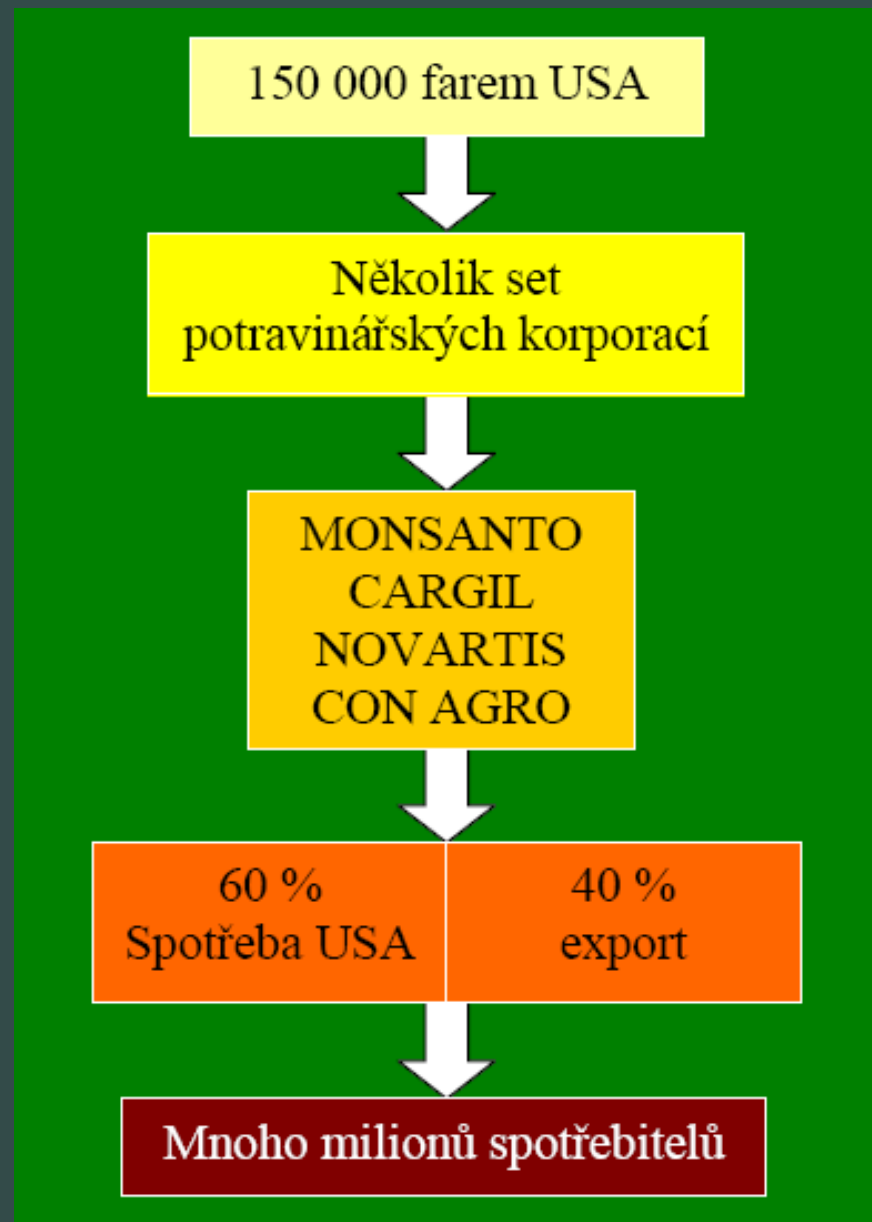 150 000 farem USA
Několik set
potravinářských korporací
MONSANTO
CARGIL
NOVARTIS
CON AGRO
60 %
Spotřeba USA
40 %
export
Mnoho milionů spotřebitelů